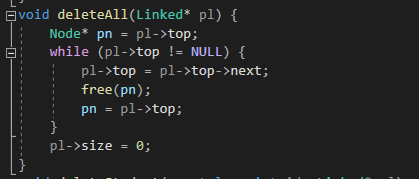 void deleteAll(Linked* pl) {
    Node* pn = pl->top;
    while (pl->top != NULL) {
        pl->top = pl->top->next;
        free(pn);
        pn = pl->top;
    }
    pl->size = 0;
}